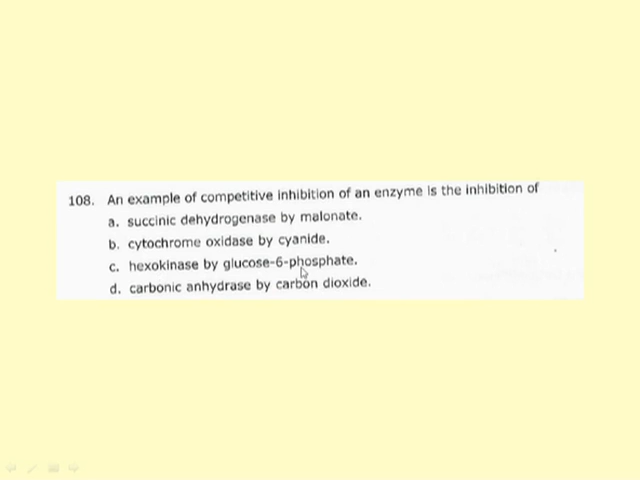 108. An example of competitive inhibition of an enzyme is the inhibition of
a. succinic dehydrogenase by malonate.
b. cytochrome oxidase by cyanide.
c. hexokinase by glucose-6-phosphate.
d. carbonic anhydrase by carbon dioxide.